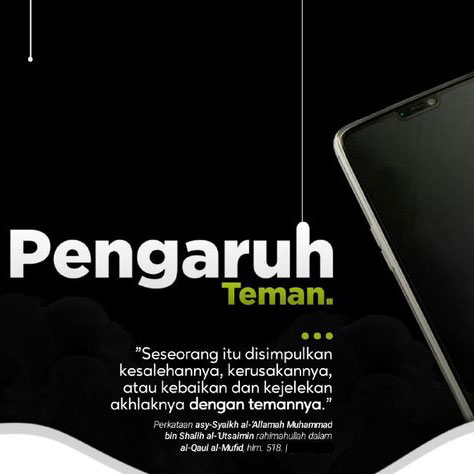 Pengaruh
Teman.
"Seseorang itu disimpulkan
kesalehannya, kerusakannya,
atau kebaikan dan kejelekan
akhlaknya dengan temannya."
Perkataan asy-Syaikh al-'Allamah Muhammad
bin Shalih al-'Utsaimin rahimahullah dalam
al-Qaul al-Mufid, hlm. 518. |